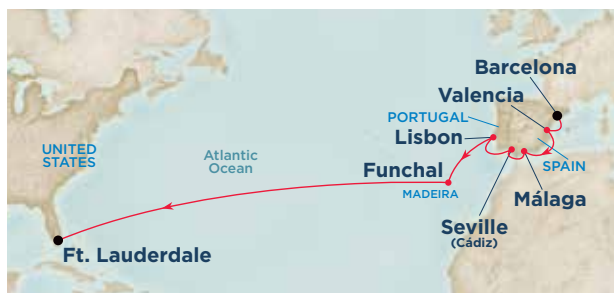 Barcelona
Valencia
PORTUGAL
Lisbon
UNITED
STATES
Atlantic
Ocean
Funchal
SPAIN
MADEIRA
Málaga
Seville
(Cádiz)
Ft. Lauderdale